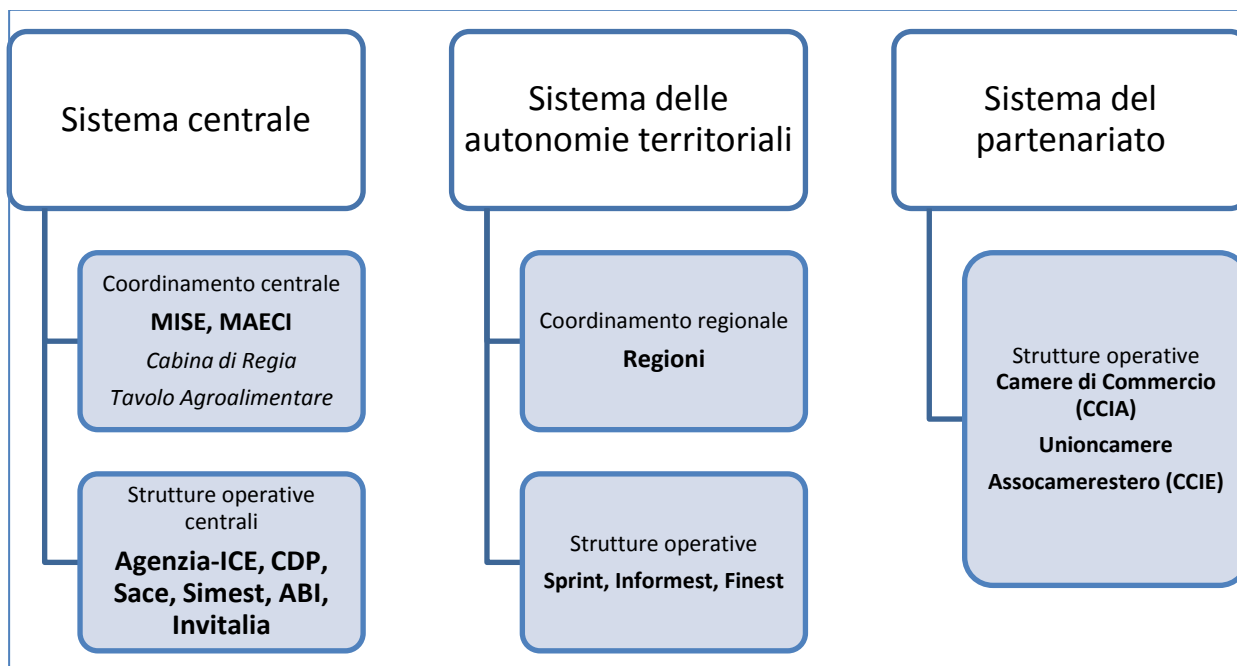 Sistema centrale
Coordinamento centrale
MISE, MAECI
Cabina di Regia
Tavolo Agroalimentare
Strutture operative
centrali
Agenzia-ICE, CDP,
Sace, Simest, ABI,
Invitalia
Sistema delle
autonomie territoriali
Coordinamento regionale
Regioni
Strutture operative
Sprint, Informest, Finest
Sistema del
partenariato
Strutture operative
Camere di Commercio
(CCIA)
Unioncamere
Assocamerestero (CCIE)